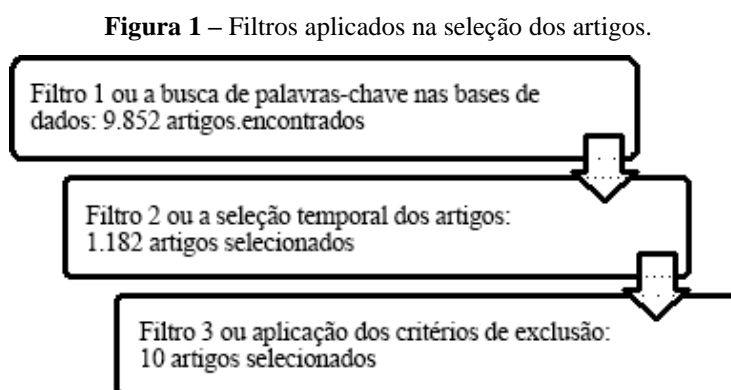 Figura 1 – Filtros aplicados na seleção dos artigos.
Filtro 1 ou a busca de palavras-chave nas bases de
dados: 9.852 artigos.encontrados
Filtro 2 ou a seleção temporal dos artigos:
1.182 artigos selecionados
Filtro 3 ou aplicação dos critérios de exclusão:
10 artigos selecionados